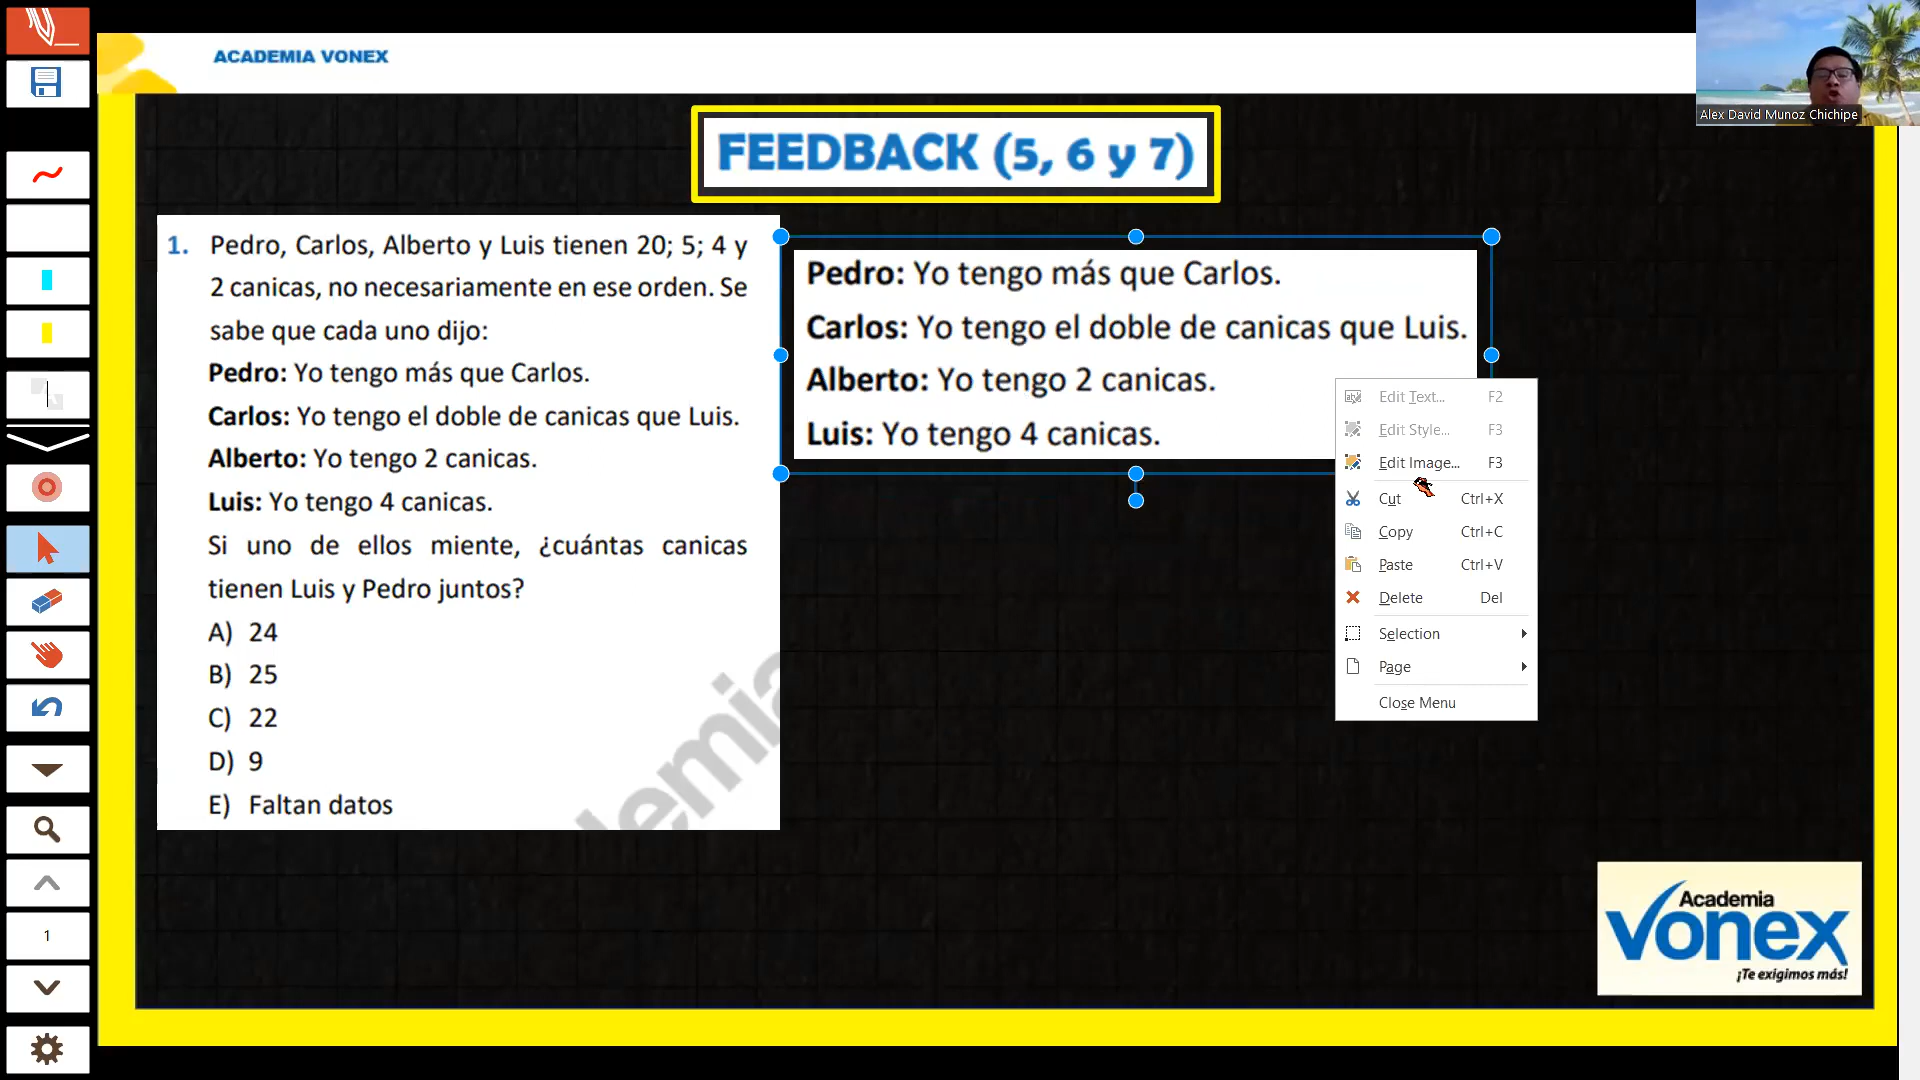 ACADEMIA VONEX
Alex David Munoz Chichipe
FEEDBACK (5, 6 y 7)
1. Pedro, Carlos, Alberto y Luis tienen 20; 5; 4 y
2 canicas, no necesariamente en ese orden. Se
sabe que cada uno dijo:
Pedro: Yo tengo más que Carlos.
Carlos: Yo tengo el doble de canicas que Luis.
Alberto: Yo tengo 2 canicas.
Luis: Yo tengo 4 canicas.
Si uno de ellos miente, ¿cuántas canicas
tienen Luis y Pedro juntos?
A) 24
B) 25
C) 22
D) 9
E) Faltan datos
Pedro: Yo tengo más que Carlos.
Carlos: Yo tengo el doble de canicas que Luis.
Alberto: Yo tengo 2 canicas.
Luis: Yo tengo 4 canicas.
Edit Text... F2
Edit Style... F3
Edit Image... F3
Cut Ctrl+X
Copy Ctrl+C
Paste Ctrl+V
Delete Del
Selection
Page
Close Menu
demia
Academia
Vonex
¡Te exigimos más!
1